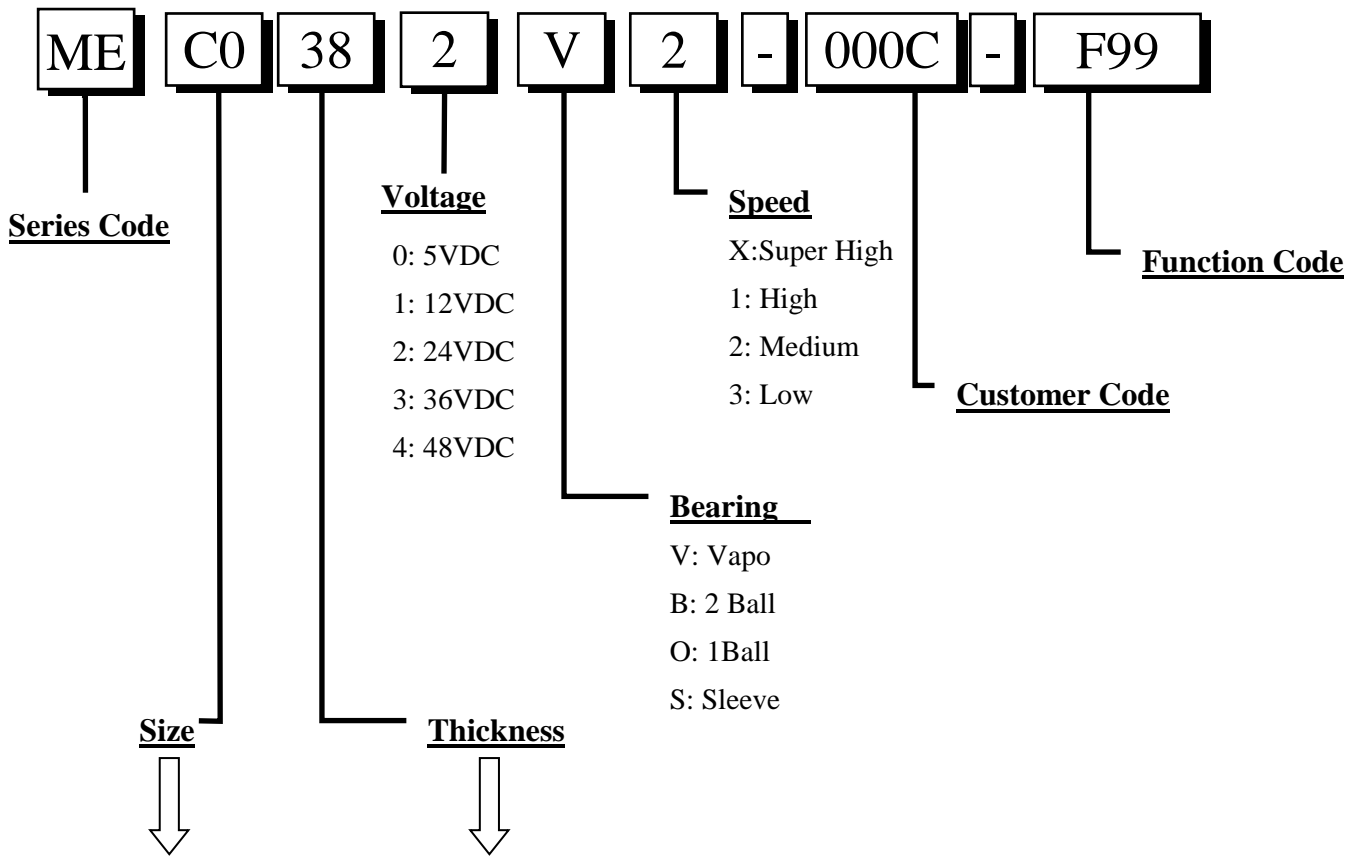 ME C0 38 2 V 2 - 000C - F99
Series Code
Voltage
0: 5VDC
1: 12VDC
2: 24VDC
3: 36VDC
4: 48VDC
Speed
X:Super High
1: High
2: Medium
3: Low
Function Code
Customer Code
Bearing
V: Vapo
B: 2 Ball
O: 1Ball
S: Sleeve
Size
Thickness